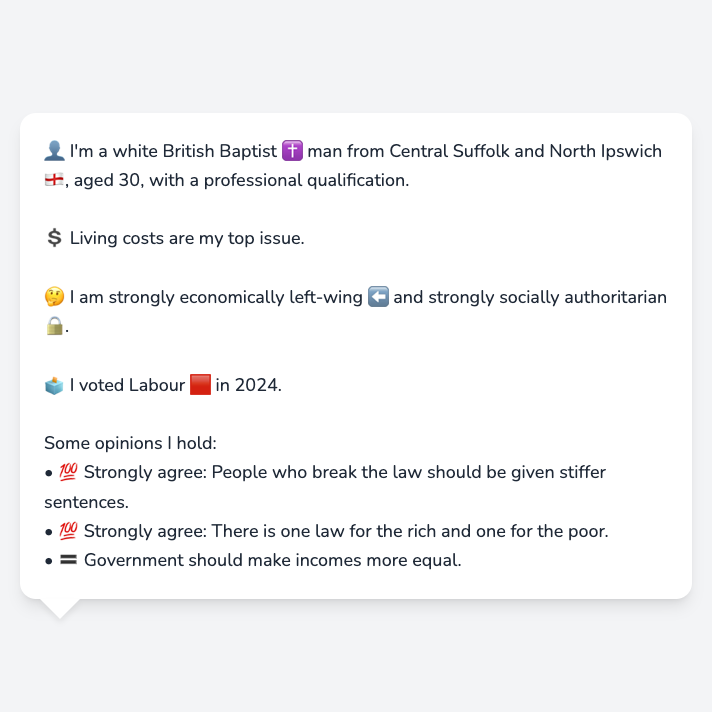 👤 I'm a white British Baptist ✝️ man from Central Suffolk and North Ipswich
🏴󠁧󠁢󠁥󠁮󠁧󠁿, aged 30, with a professional qualification.
💲 Living costs are my top issue.
🤔 I am strongly economically left-wing ⬅️ and strongly socially authoritarian
🔒.
🗳️ I voted Labour 🟥 in 2024.
Some opinions I hold:
• 💯 Strongly agree: People who break the law should be given stiffer
sentences.
• 💯 Strongly agree: There is one law for the rich and one for the poor.
• 🟰 Government should make incomes more equal.